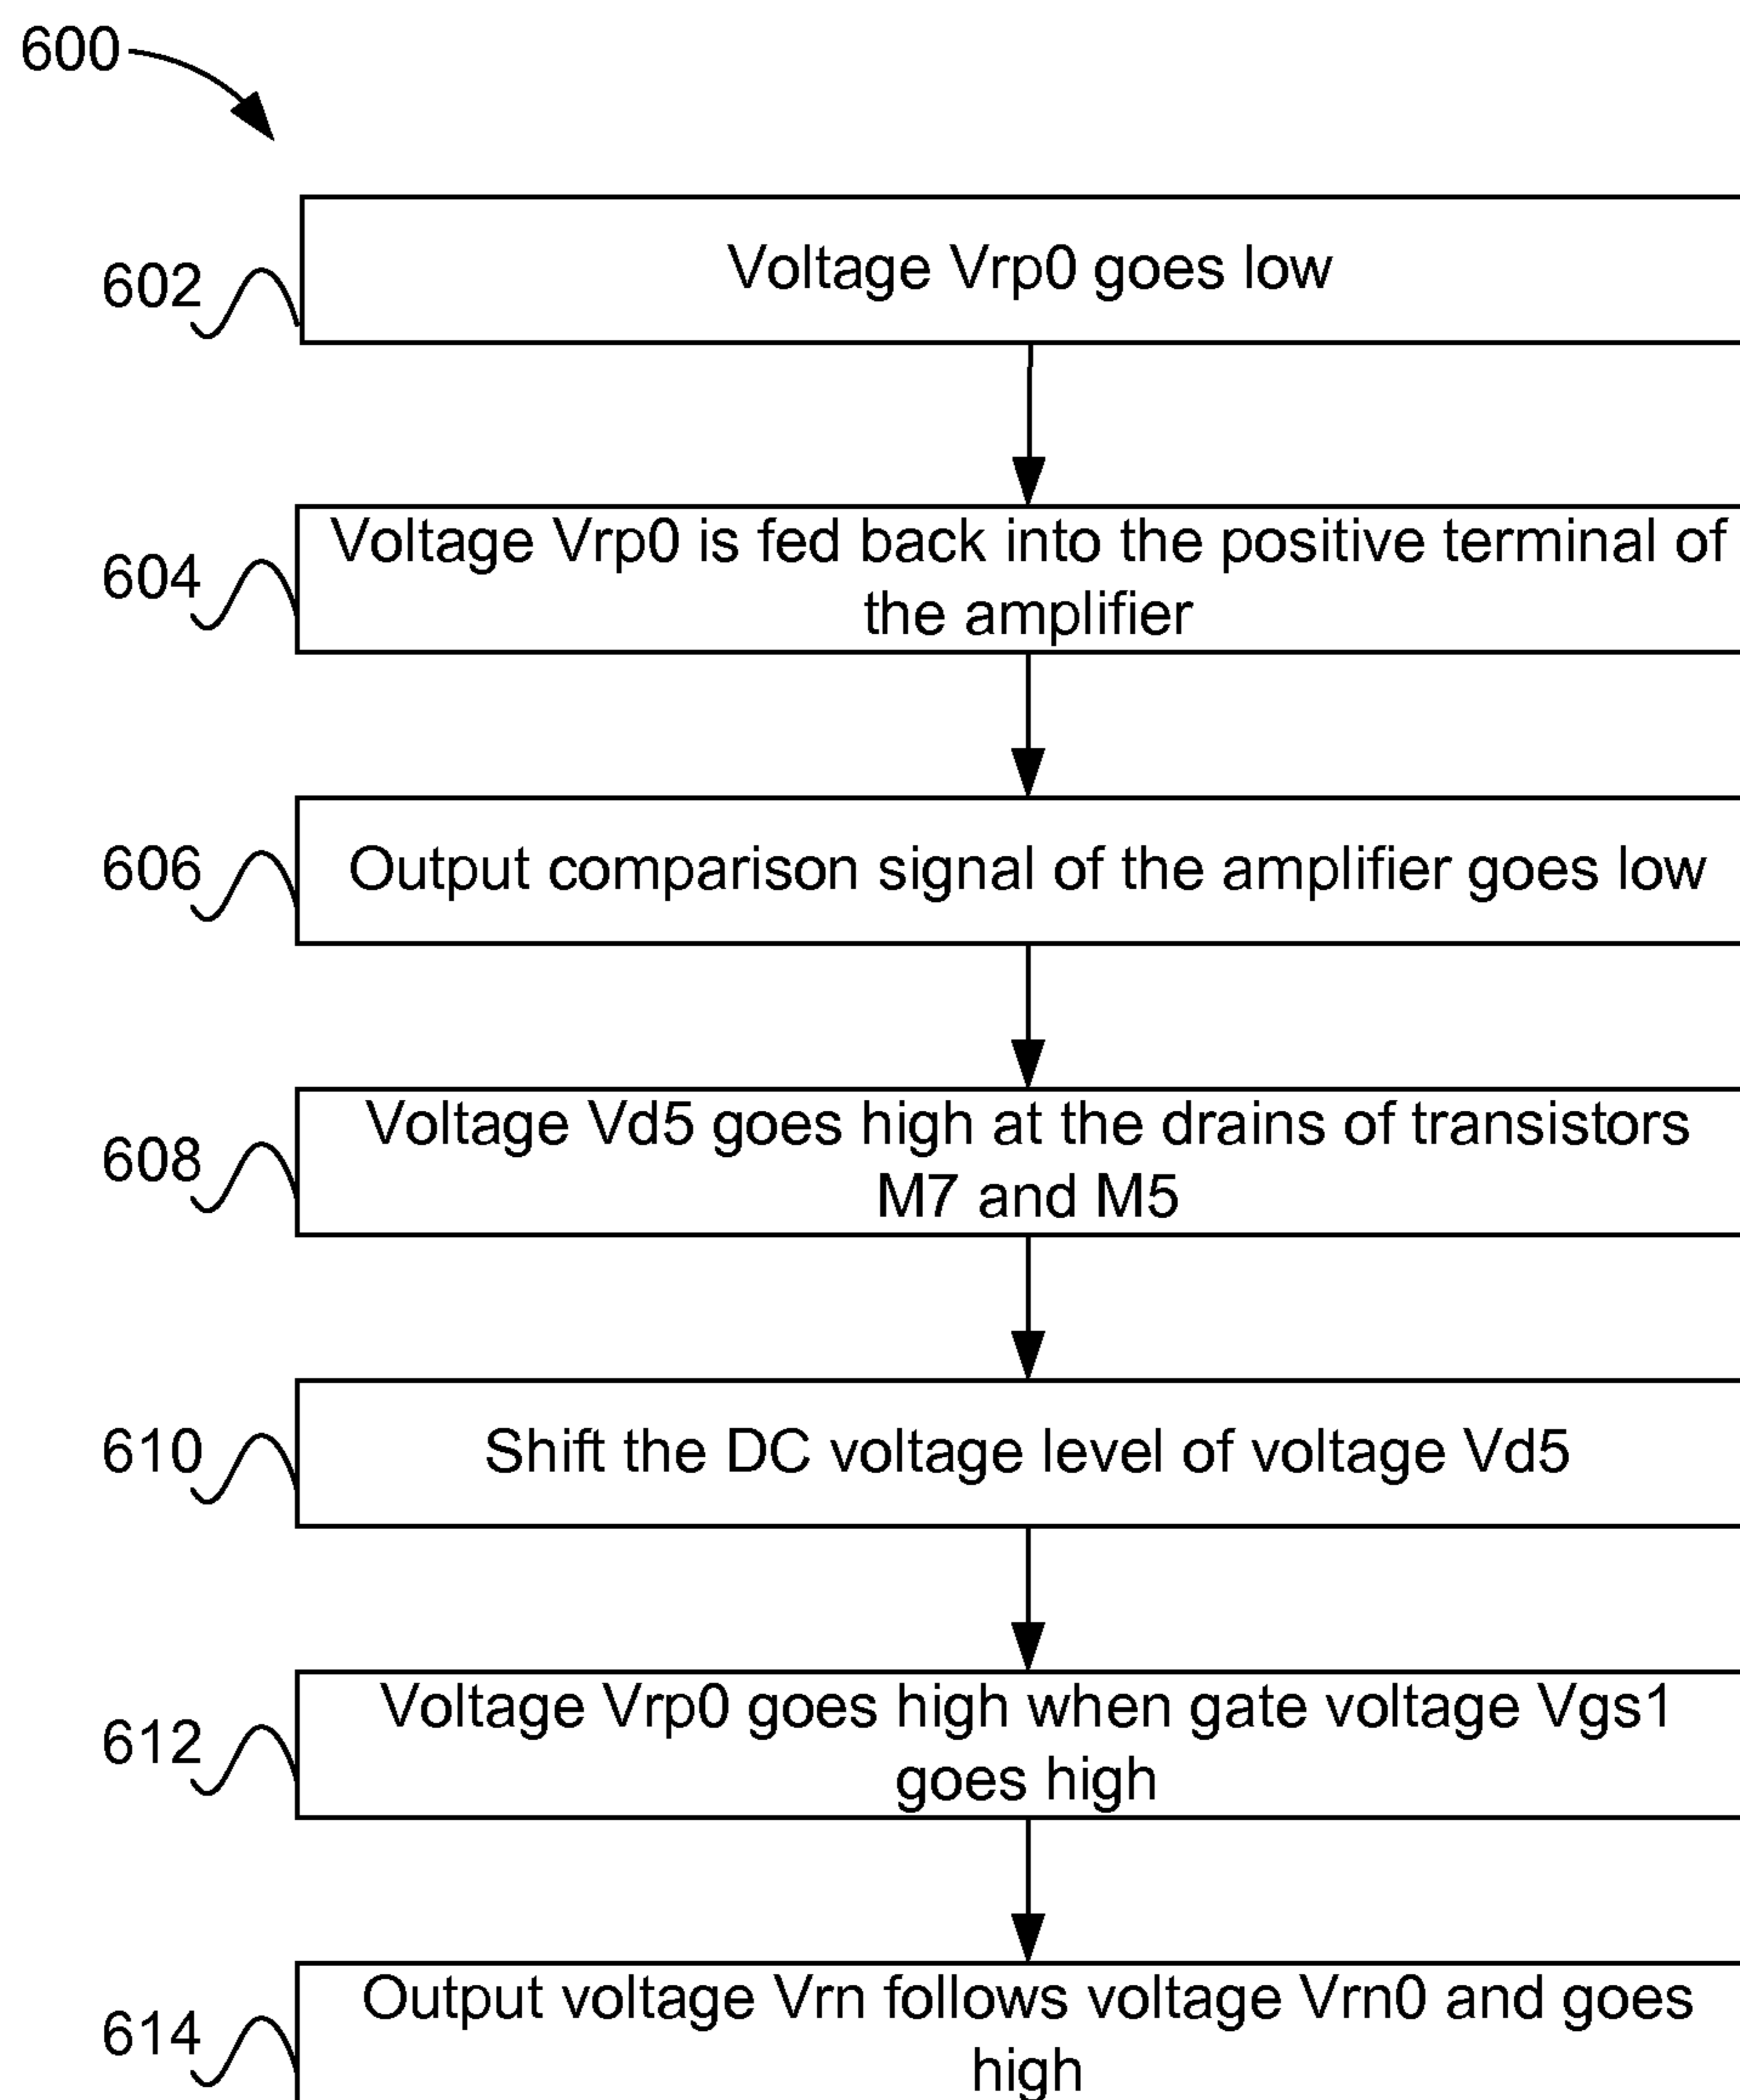 600
602
Voltage Vrp0 goes low
604
Voltage Vrp0 is fed back into the positive terminal of
the amplifier
606
Output comparison signal of the amplifier goes low
608
Voltage Vd5 goes high at the drains of transistors
M7 and M5
610
Shift the DC voltage level of voltage Vd5
612
Voltage Vrp0 goes high when gate voltage Vgs1
goes high
614
Output voltage Vrn follows voltage Vrn0 and goes
high